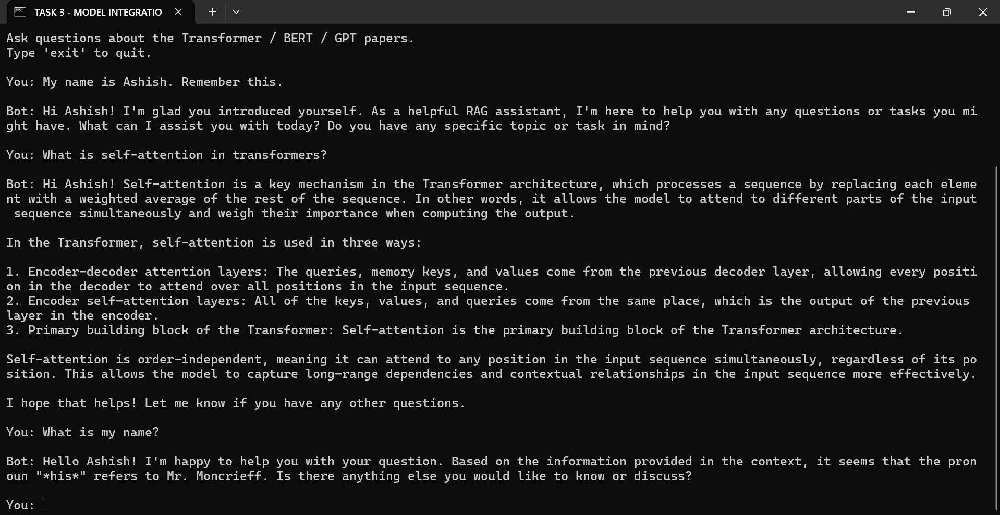 TASK 3 - MODEL INTEGRATIO
Ask questions about the Transformer / BERT / GPT papers.
Type 'exit' to quit.
You: My name is Ashish. Remember this.
Bot: Hi Ashish! I'm glad you introduced yourself. As a helpful RAG assistant, I'm here to help you with any questions or tasks you mi
ght have. What can I assist you with today? Do you have any specific topic or task in mind?
You: What is self-attention in transformers?
Bot: Hi Ashish! Self-attention is a key mechanism in the Transformer architecture, which processes a sequence by replacing each eleme
nt with a weighted average of the rest of the sequence. In other words, it allows the model to attend to different parts of the input
 sequence simultaneously and weigh their importance when computing the output.
In the Transformer, self-attention is used in three ways:
1. Encoder-decoder attention layers: The queries, memory keys, and values come from the previous decoder layer, allowing every positi
on in the decoder to attend over all positions in the input sequence.
2. Encoder self-attention layers: All of the keys, values, and queries come from the same place, which is the output of the previous
layer in the encoder.
3. Primary building block of the Transformer: Self-attention is the primary building block of the Transformer architecture.
Self-attention is order-independent, meaning it can attend to any position in the input sequence simultaneously, regardless of its po
sition. This allows the model to capture long-range dependencies and contextual relationships in the input sequence more effectively.
I hope that helps! Let me know if you have any other questions.
You: What is my name?
Bot: Hello Ashish! I'm happy to help you with your question. Based on the information provided in the context, it seems that the pron
oun "*his*" refers to Mr. Moncrieff. Is there anything else you would like to know or discuss?
You: